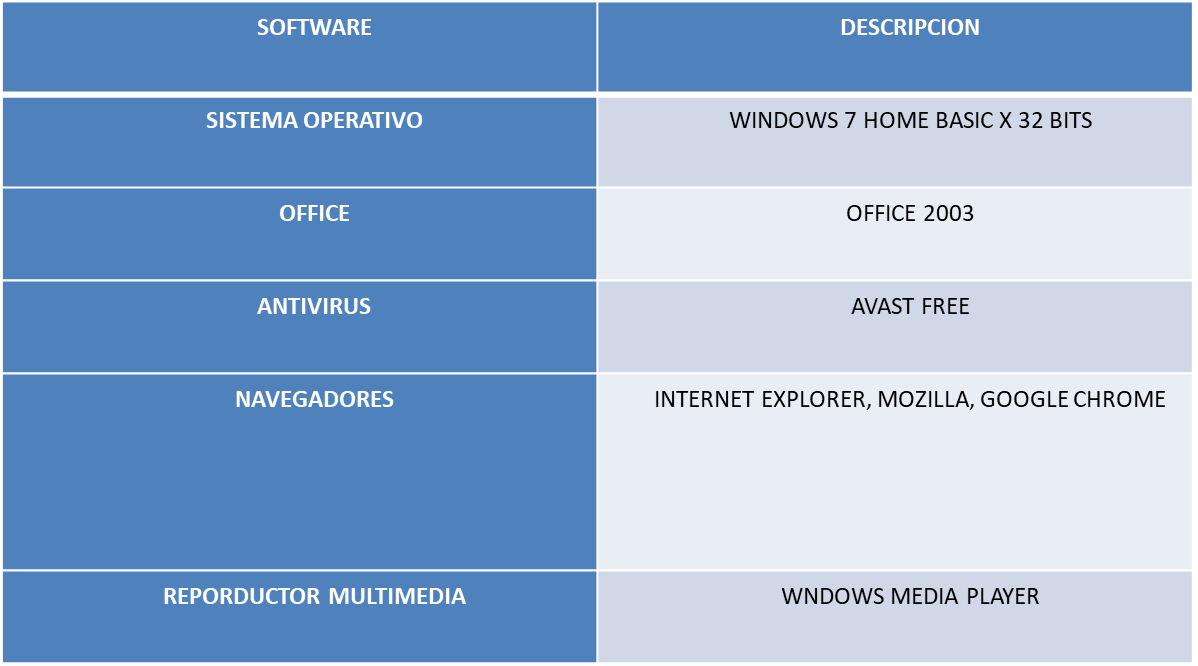 SOFTWARE DESCRIPCION
SISTEMA OPERATIVO WINDOWS 7 HOME BASIC X 32 BITS
OFFICE OFFICE 2003
ANTIVIRUS AVAST FREE
NAVEGADORES INTERNET EXPLORER, MOZILLA, GOOGLE CHROME
REPORDUCTOR MULTIMEDIA WNDOWS MEDIA PLAYER